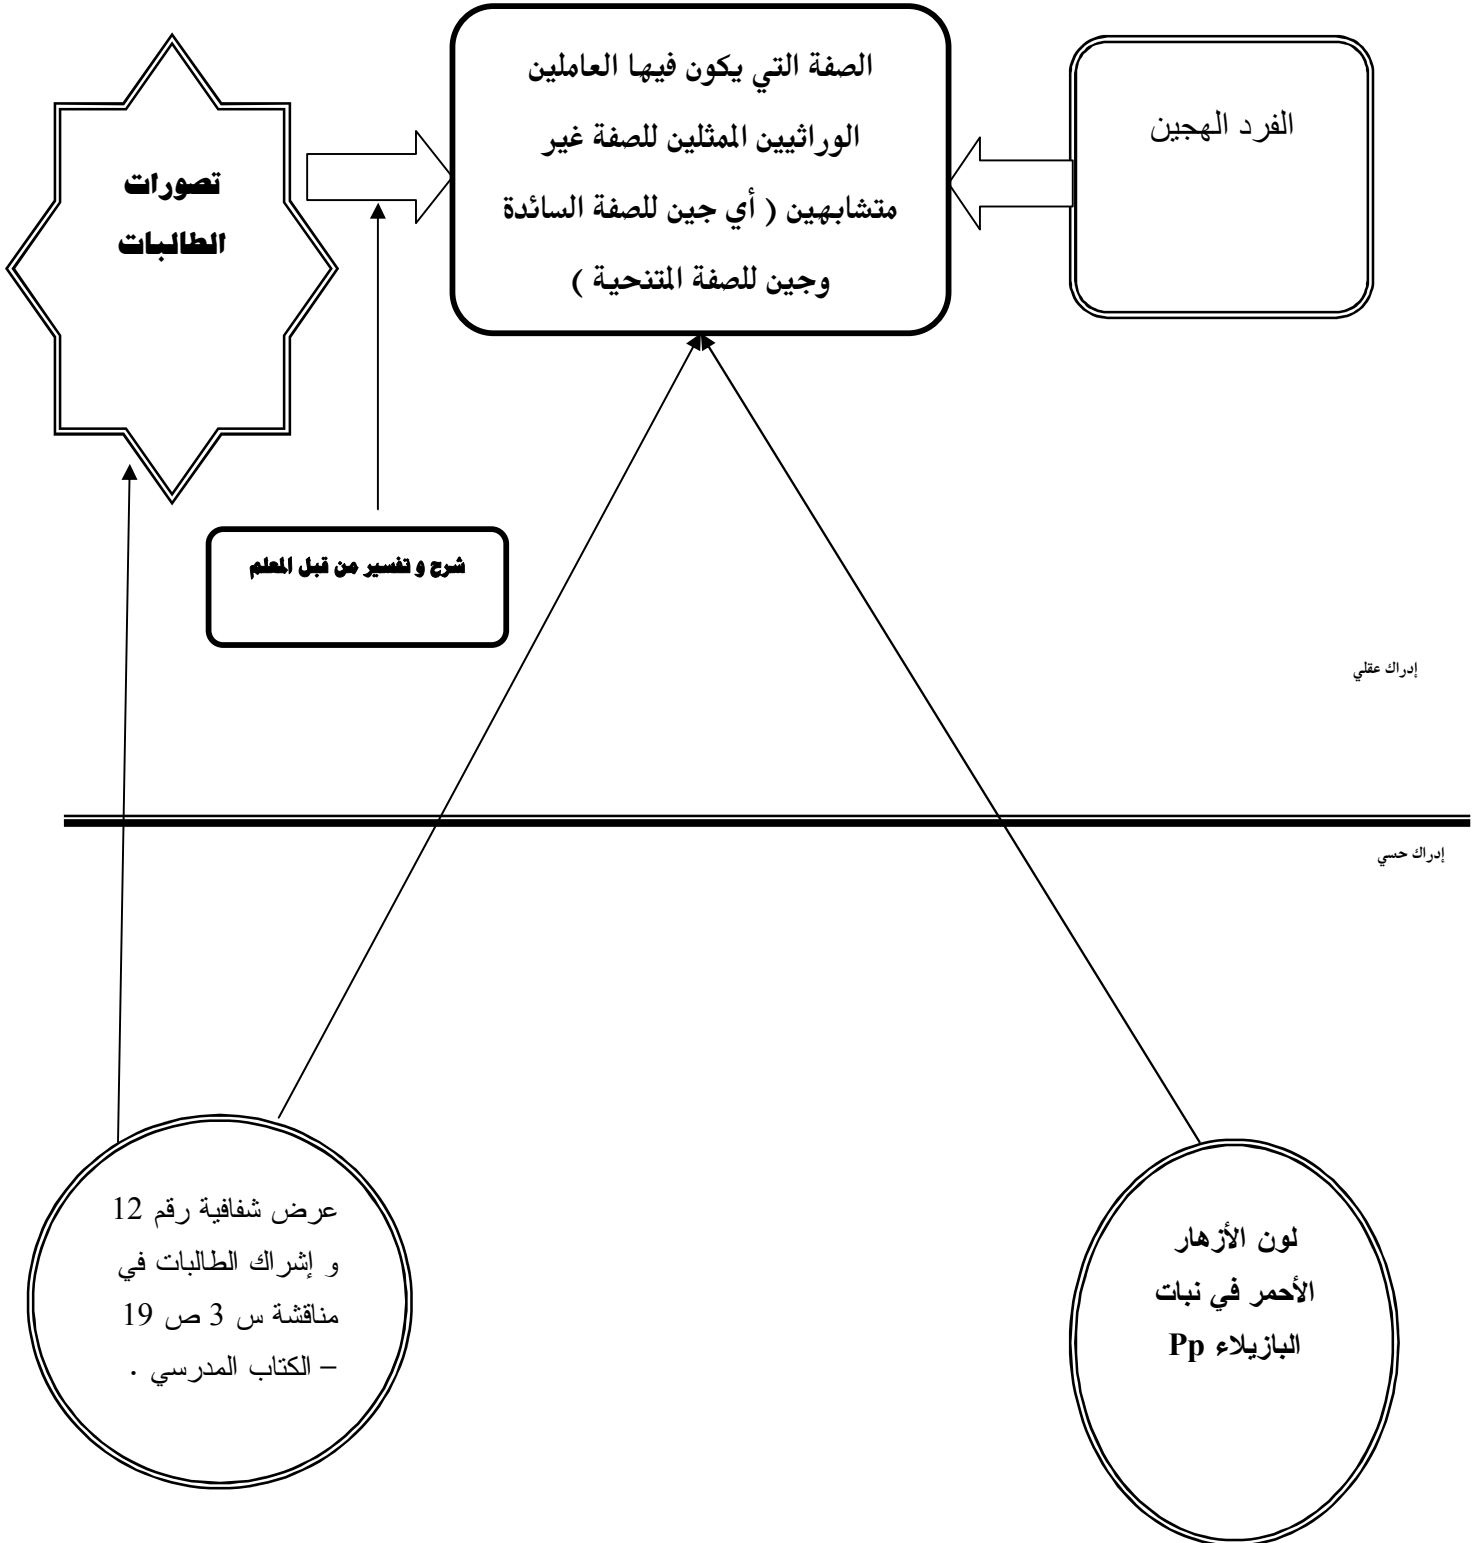 الفرد الهجين
الصفة التي يكون فيها العاملين
الوراثيين الممثلين للصفة غير
متشابهين ( أي جين للصفة السائدة
وجين للصفة المتنحية )
تصورات
الطالبات
شرح و تفسير من قبل المعلم
إدراك عقلي
إدراك حسي
لون الأزهار
الأحمر في نبات
البازيلاء Pp
عرض شفافية رقم 12
و إشراك الطالبات في
مناقشة س 3 ص 19
– الكتاب المدرسي .